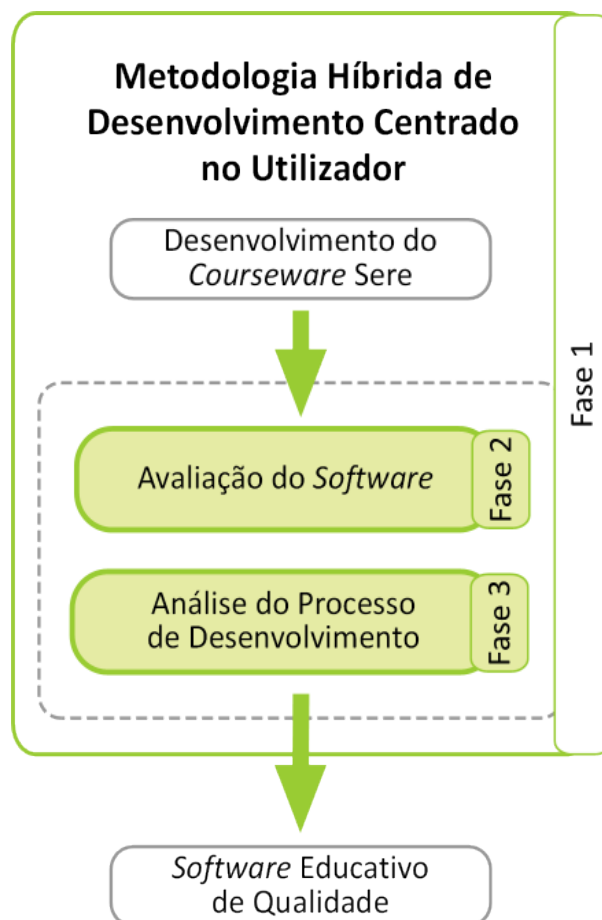 Metodologia Híbrida de
Desenvolvimento Centrado
no Utilizador
Desenvolvimento do
Courseware Sere
Fase 1
Avaliação do Software
Fase 2
Análise do Processo
de Desenvolvimento
Fase 3
Software Educativo
de Qualidade